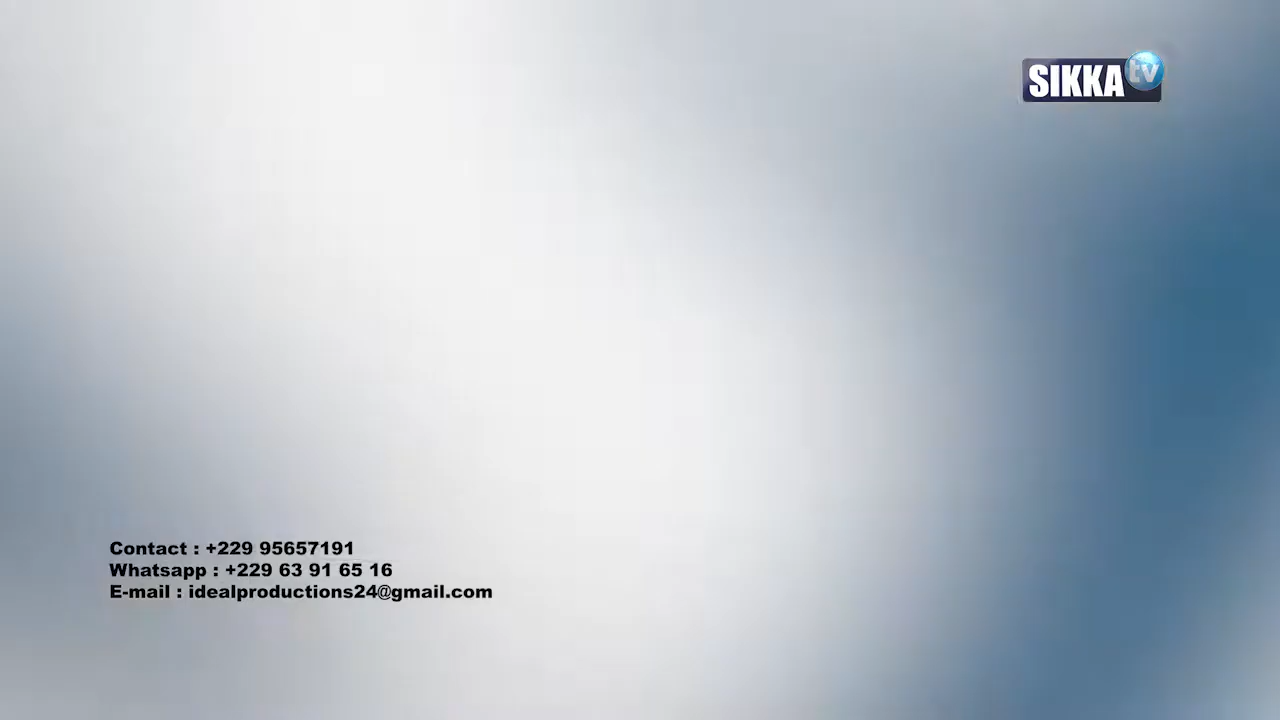 SIKKA tv
Contact : +229 95657191
Whatsapp : +229 63 91 65 16
E-mail : idealproductions24@gmail.com